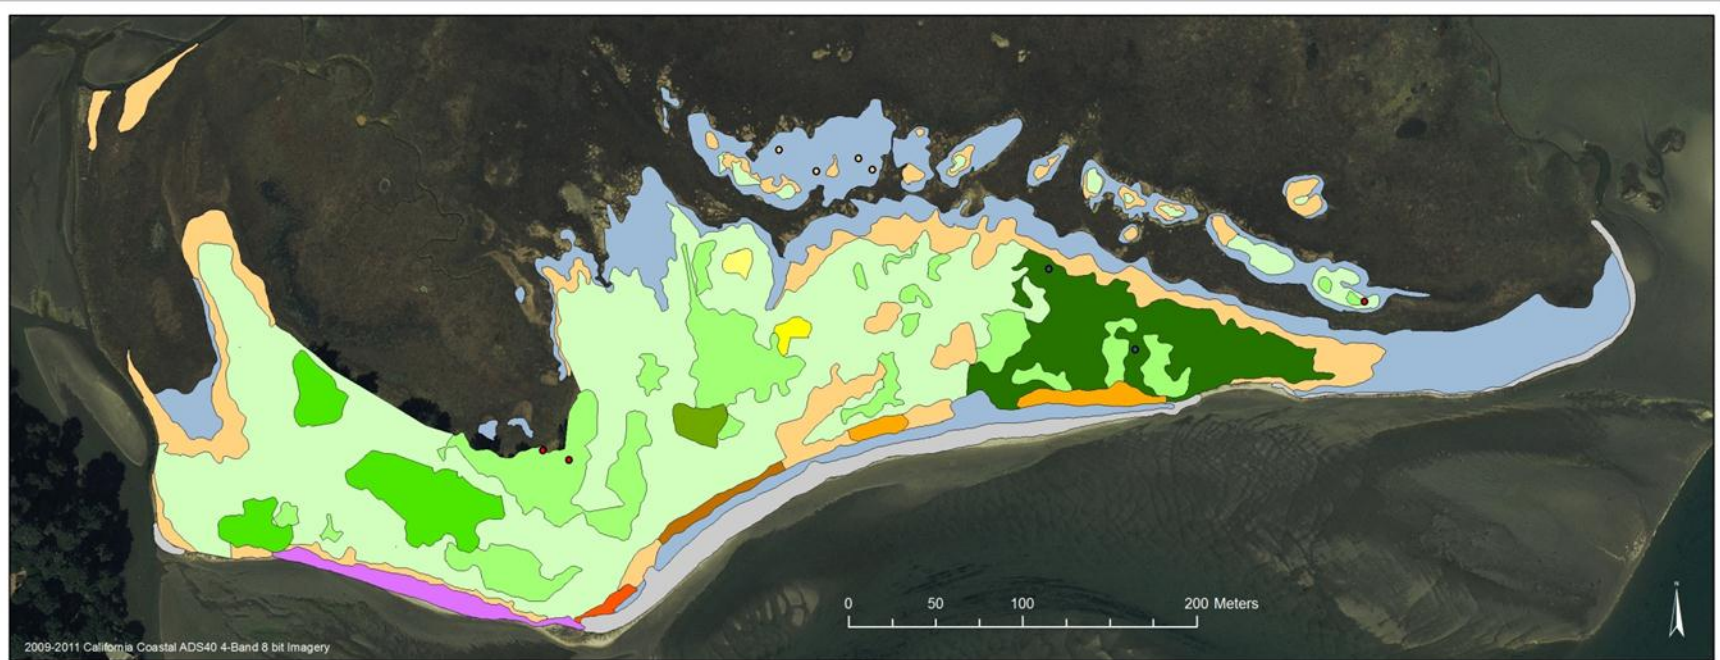 0 50 100 200 Meters
N
2009-2011 California Coastal ADS40 4-Band 8 bit Imagery